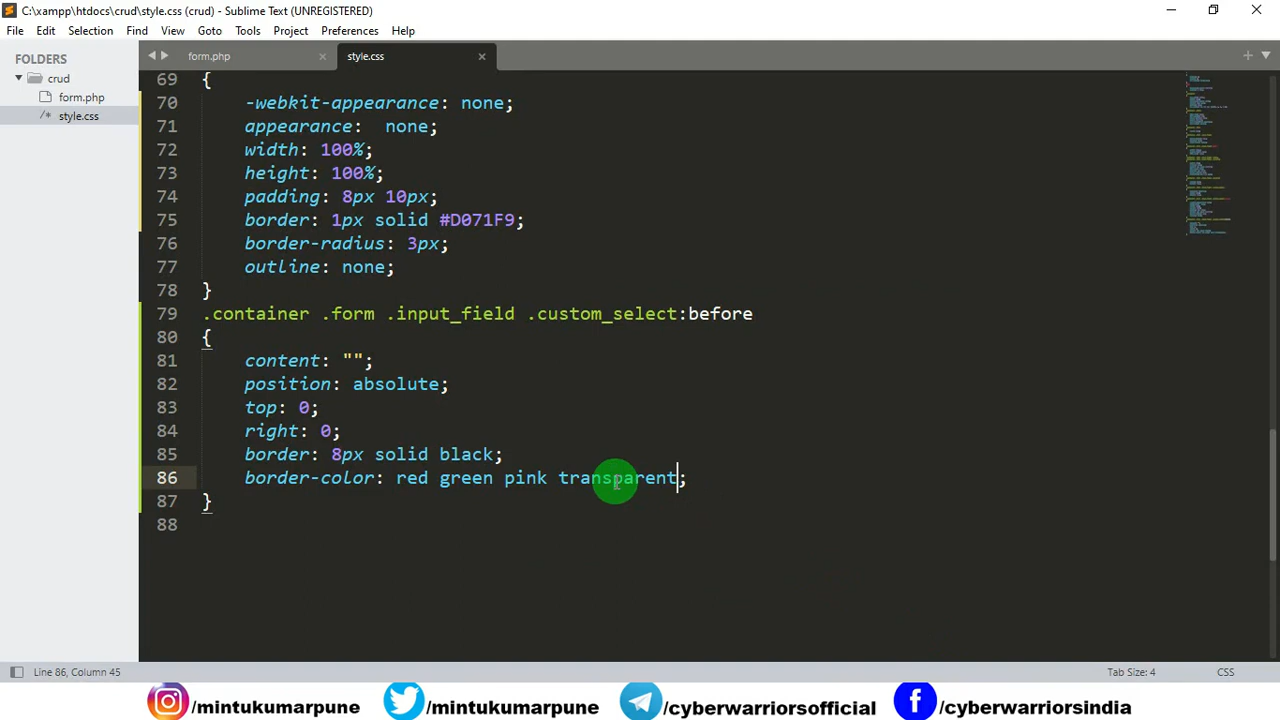 C:\xampp\htdocs\crud\style.css (crud) - Sublime Text (UNREGISTERED)
File Edit Selection Find View Goto Tools Project Preferences Help
FOLDERS
crud
form.php
style.css
form.php style.css
69 {
70 -webkit-appearance: none;
71 appearance:  none;
72 width: 100%;
73 height: 100%;
74 padding: 8px 10px;
75 border: 1px solid #D071F9;
76 border-radius: 3px;
77 outline: none;
78 }
79 .container .form .input_field .custom_select:before
80 {
81 content: "";
82 position: absolute;
83 top: 0;
84 right: 0;
85 border: 8px solid black;
86 border-color: red green pink transparent;
87 }
88
Line 86, Column 45 Tab Size: 4 CSS
/mintukumarpune /mintukumarpune /cyberwarriorsofficial /cyberwarriorsindia